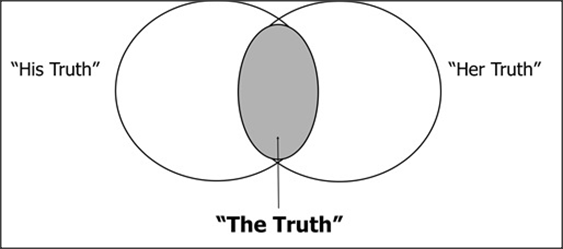 “His Truth”
“Her Truth”
“The Truth”